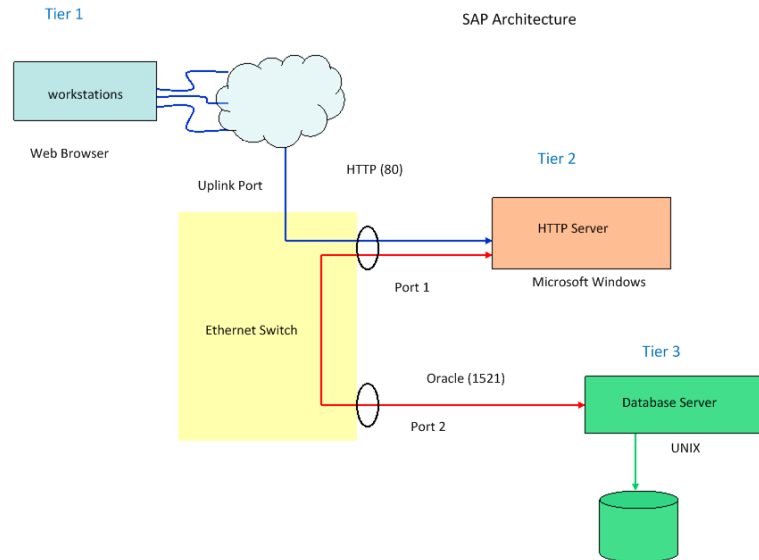 Tier 1
SAP Architecture
workstations
Web Browser
HTTP (80)
Tier 2
Uplink Port
HTTP Server
Port 1
Microsoft Windows
Ethernet Switch
Tier 3
Oracle (1521)
Database Server
Port 2
UNIX